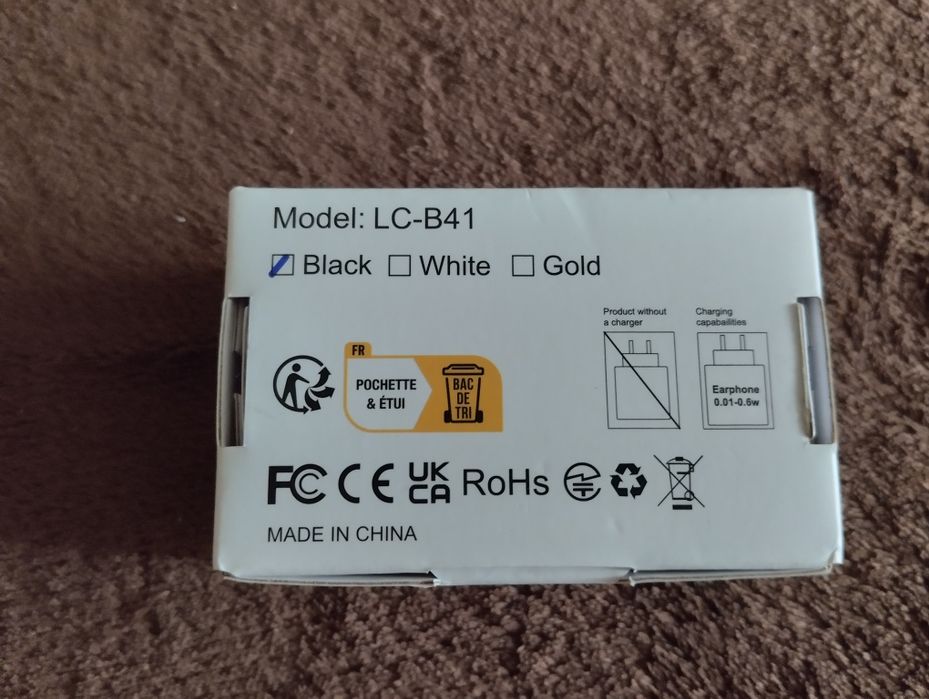 Model: LC-B41
Black White Gold
Product without
a charger
Charging
capabailities
Earphone
0.01-0.6w
FR
POCHETTE
& ÉTUI
BAC
DE
TRI
FC CE UK
CA RoHs
MADE IN CHINA